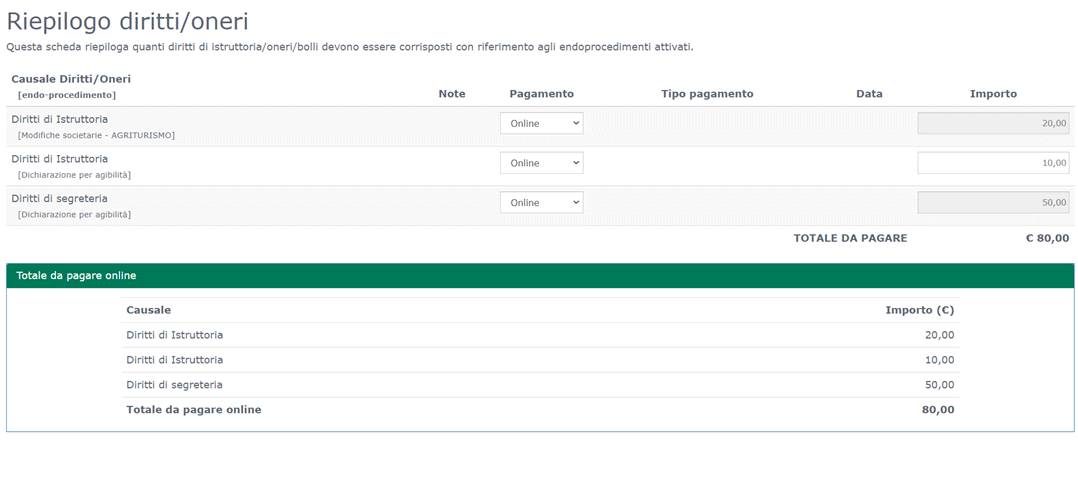 Riepilogo diritti/oneri
Questa scheda riepiloga quanti diritti di istruttoria/oneri/bolli devono essere corrisposti con riferimento agli endoprocedimenti attivati.
Causale Diritti/Oneri
[endo-procedimento] Note Pagamento Tipo pagamento Data Importo
Diritti di Istruttoria Online 20,00
[Modifiche societarie - AGRITURISMO]
Diritti di Istruttoria Online 10,00
[Dichiarazione per agibilità]
Diritti di segreteria Online 50,00
[Dichiarazione per agibilità]
TOTALE DA PAGARE € 80,00
Totale da pagare online
Causale Importo (€)
Diritti di Istruttoria 20,00
Diritti di Istruttoria 10,00
Diritti di segreteria 50,00
Totale da pagare online 80,00